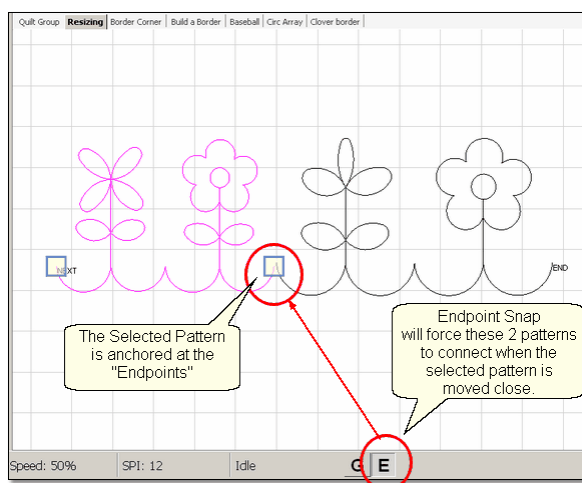 Quilt Group Resizing Border Corner Build a Border Baseball Circ Array Clover border
NEXT
END
The Selected Pattern
is anchored at the
"Endpoints"
Endpoint Snap
will force these 2 patterns
to connect when the
selected pattern is
moved close.
Speed: 50% SPI: 12 Idle G E